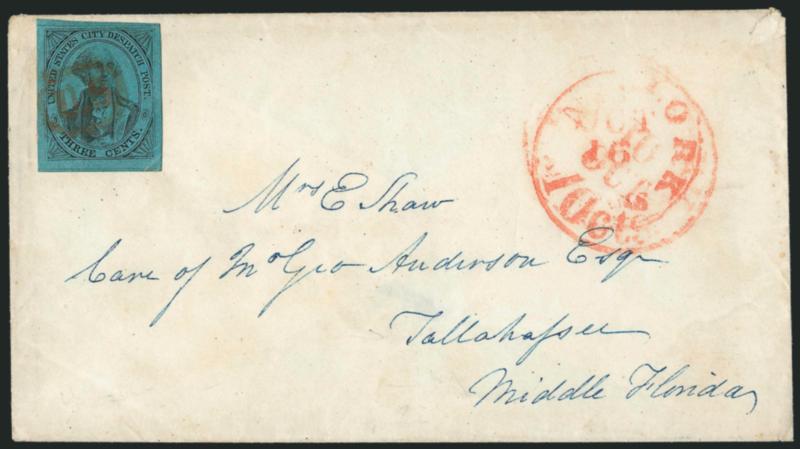 UNITED STATES CITY DESPATCH POST.
THREE CENTS.
YORK
10cts
Mrs E Shaw
Care of Mr Geo Anderson Esqr
Tallahassee
Middle Florida